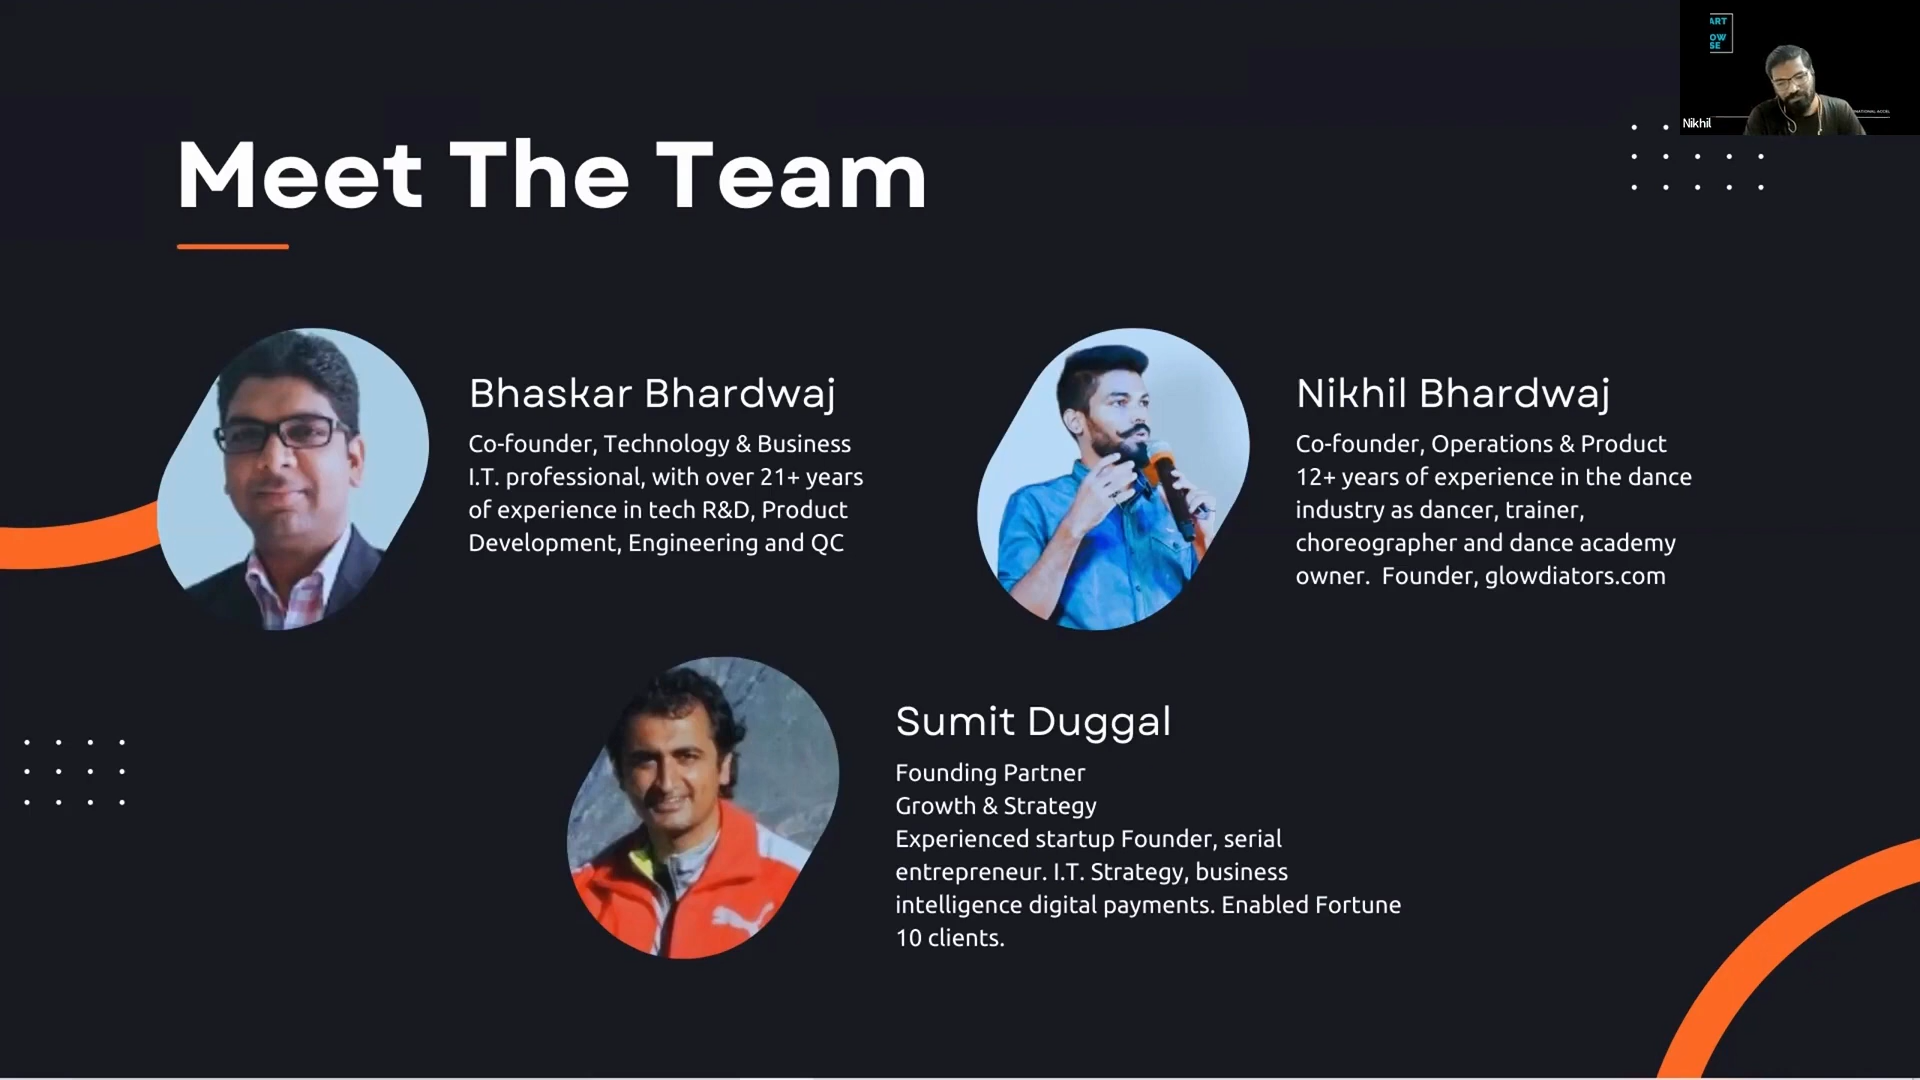 ART
OW
SE
Nikhil
Meet The Team
Bhaskar Bhardwaj
Co-founder, Technology & Business
I.T. professional, with over 21+ years
of experience in tech R&D, Product
Development, Engineering and QC
Nikhil Bhardwaj
Co-founder, Operations & Product
12+ years of experience in the dance
industry as dancer, trainer,
choreographer and dance academy
owner.  Founder, glowdiators.com
Sumit Duggal
Founding Partner
Growth & Strategy
Experienced startup Founder, serial
entrepreneur. I.T. Strategy, business
intelligence digital payments. Enabled Fortune
10 clients.